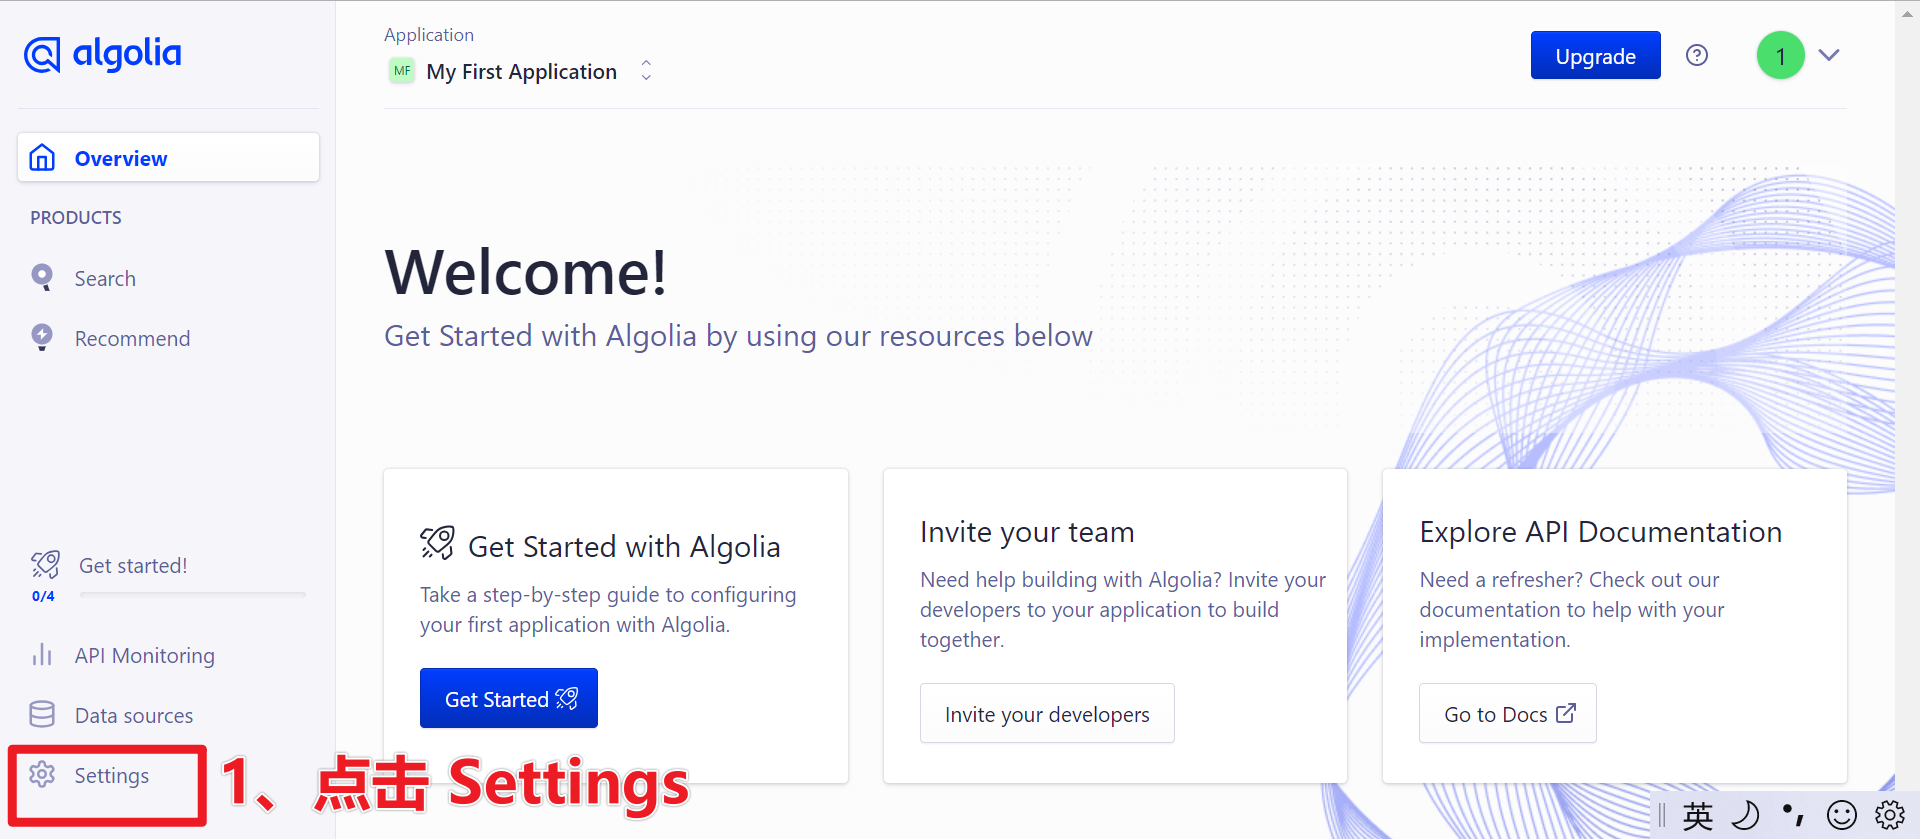 algolia
Application
MF My First Application
Upgrade
1
Overview
PRODUCTS
Search
Recommend
Welcome!
Get Started with Algolia by using our resources below
Get Started with Algolia
Take a step-by-step guide to configuring
your first application with Algolia.
Get Started
Invite your team
Need help building with Algolia? Invite your
developers to your application to build
together.
Invite your developers
Explore API Documentation
Need a refresher? Check out our
documentation to help with your
implementation.
Go to Docs
Get started!
0/4
API Monitoring
Data sources
Settings
1、点击 Settings
英